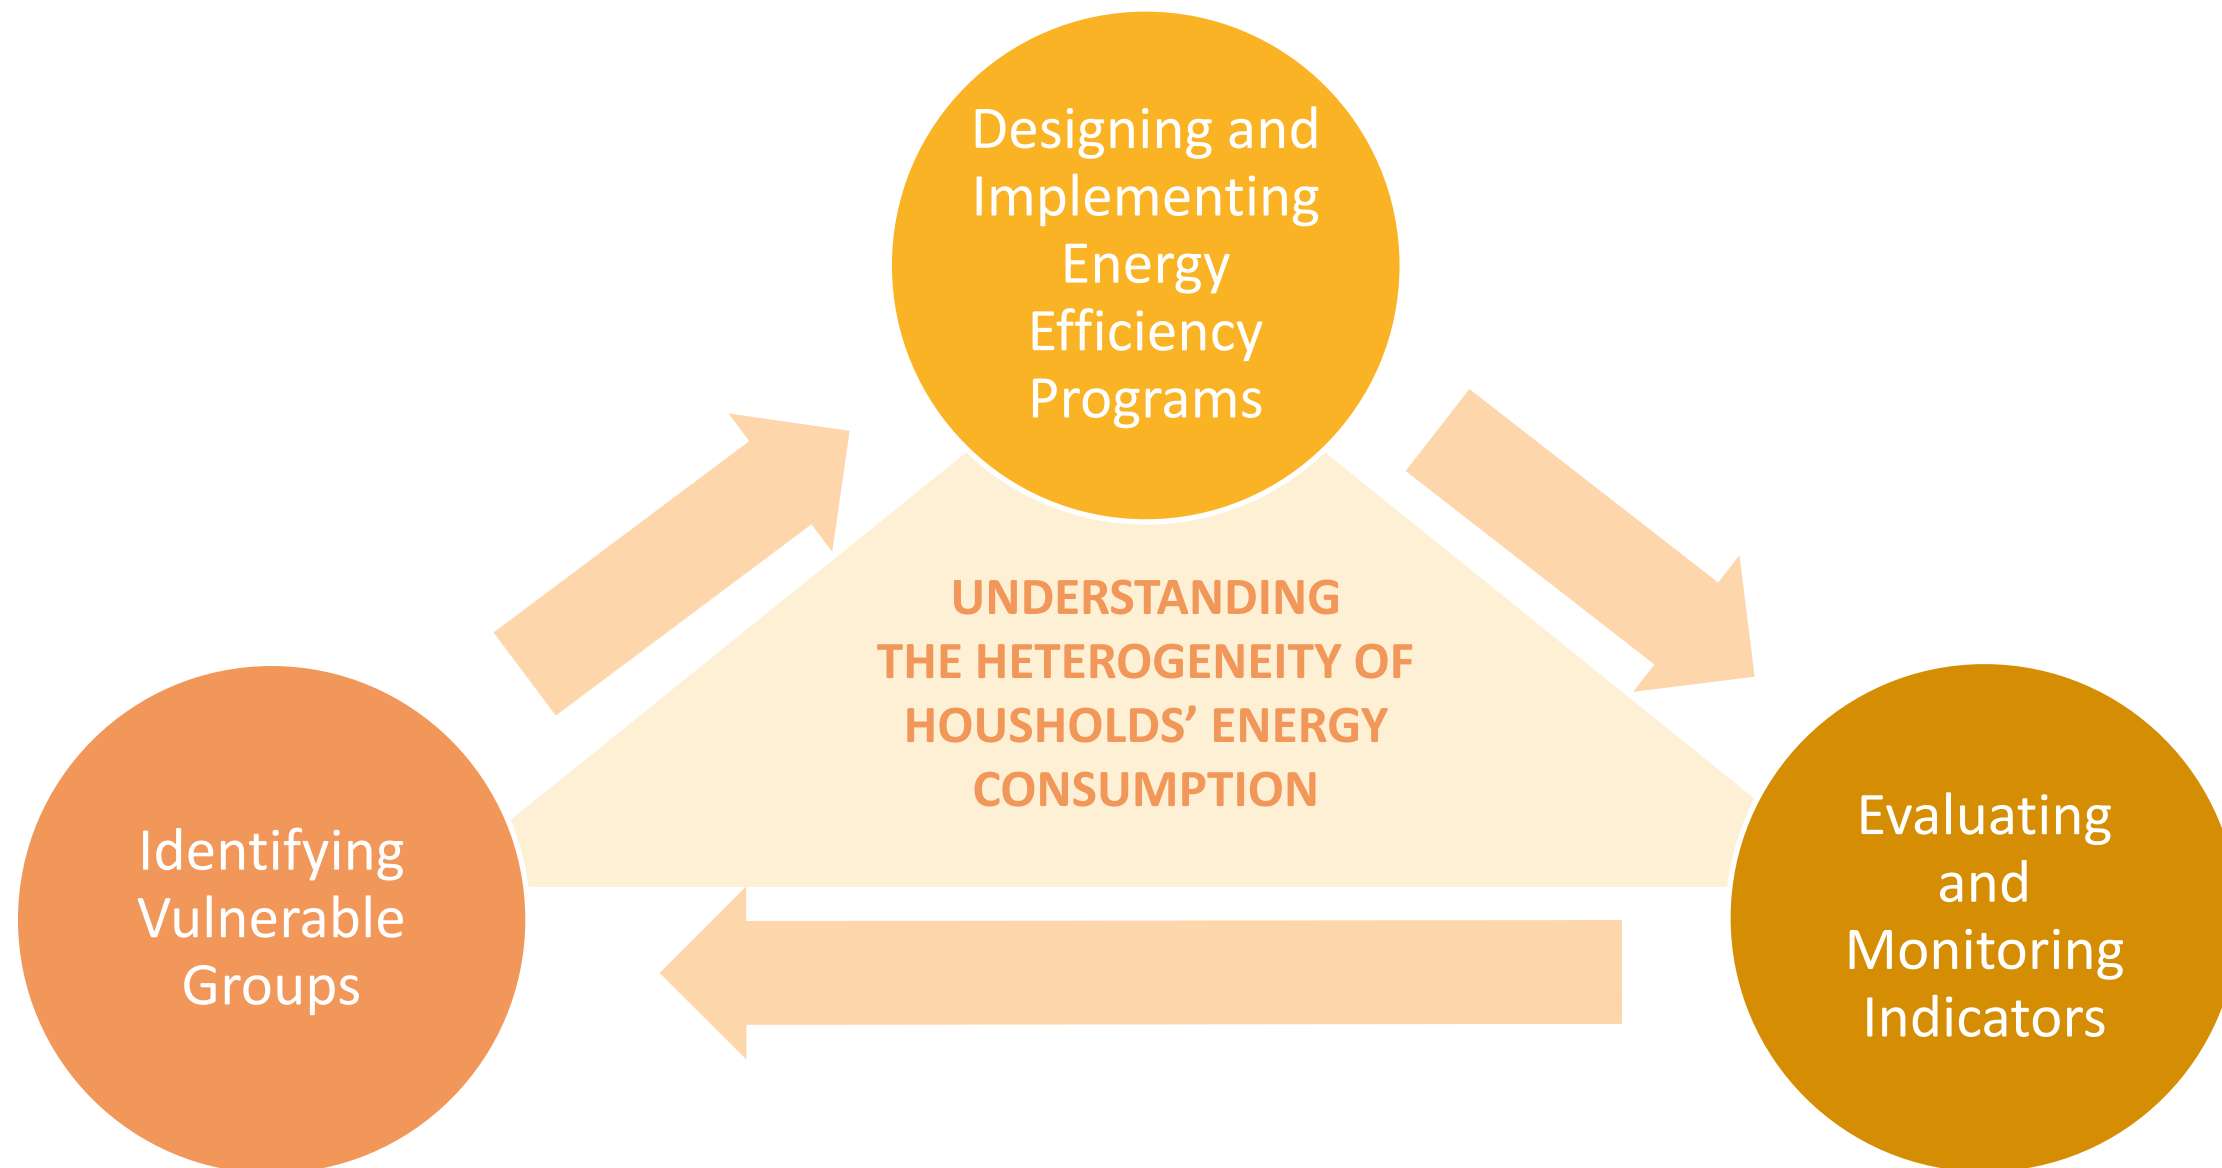 Designing and
Implementing
Energy
Efficiency
Programs
UNDERSTANDING
THE HETEROGENEITY OF
HOUSHOLDS’ ENERGY
CONSUMPTION
Identifying
Vulnerable
Groups
Evaluating
and
Monitoring
Indicators